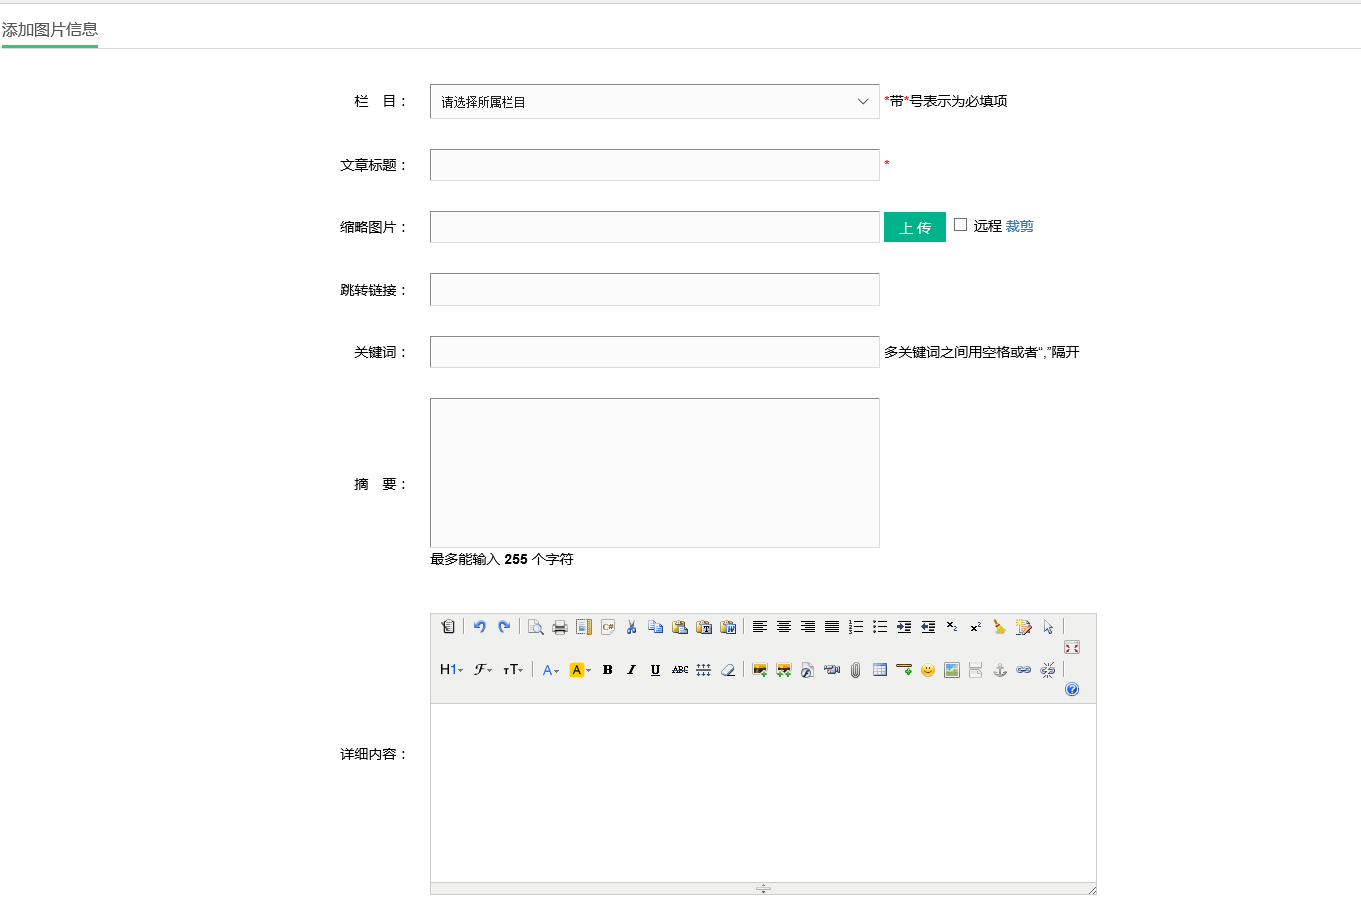 添加图片信息
栏 目： 请选择所属栏目 *带*号表示为必填项
文章标题： *
缩略图片： 上 传 远程 裁剪
跳转链接：
关键词： 多关键词之间用空格或者“,”隔开
摘 要：
最多能输入 255 个字符
H1 F тT A A B I U ABC
详细内容：